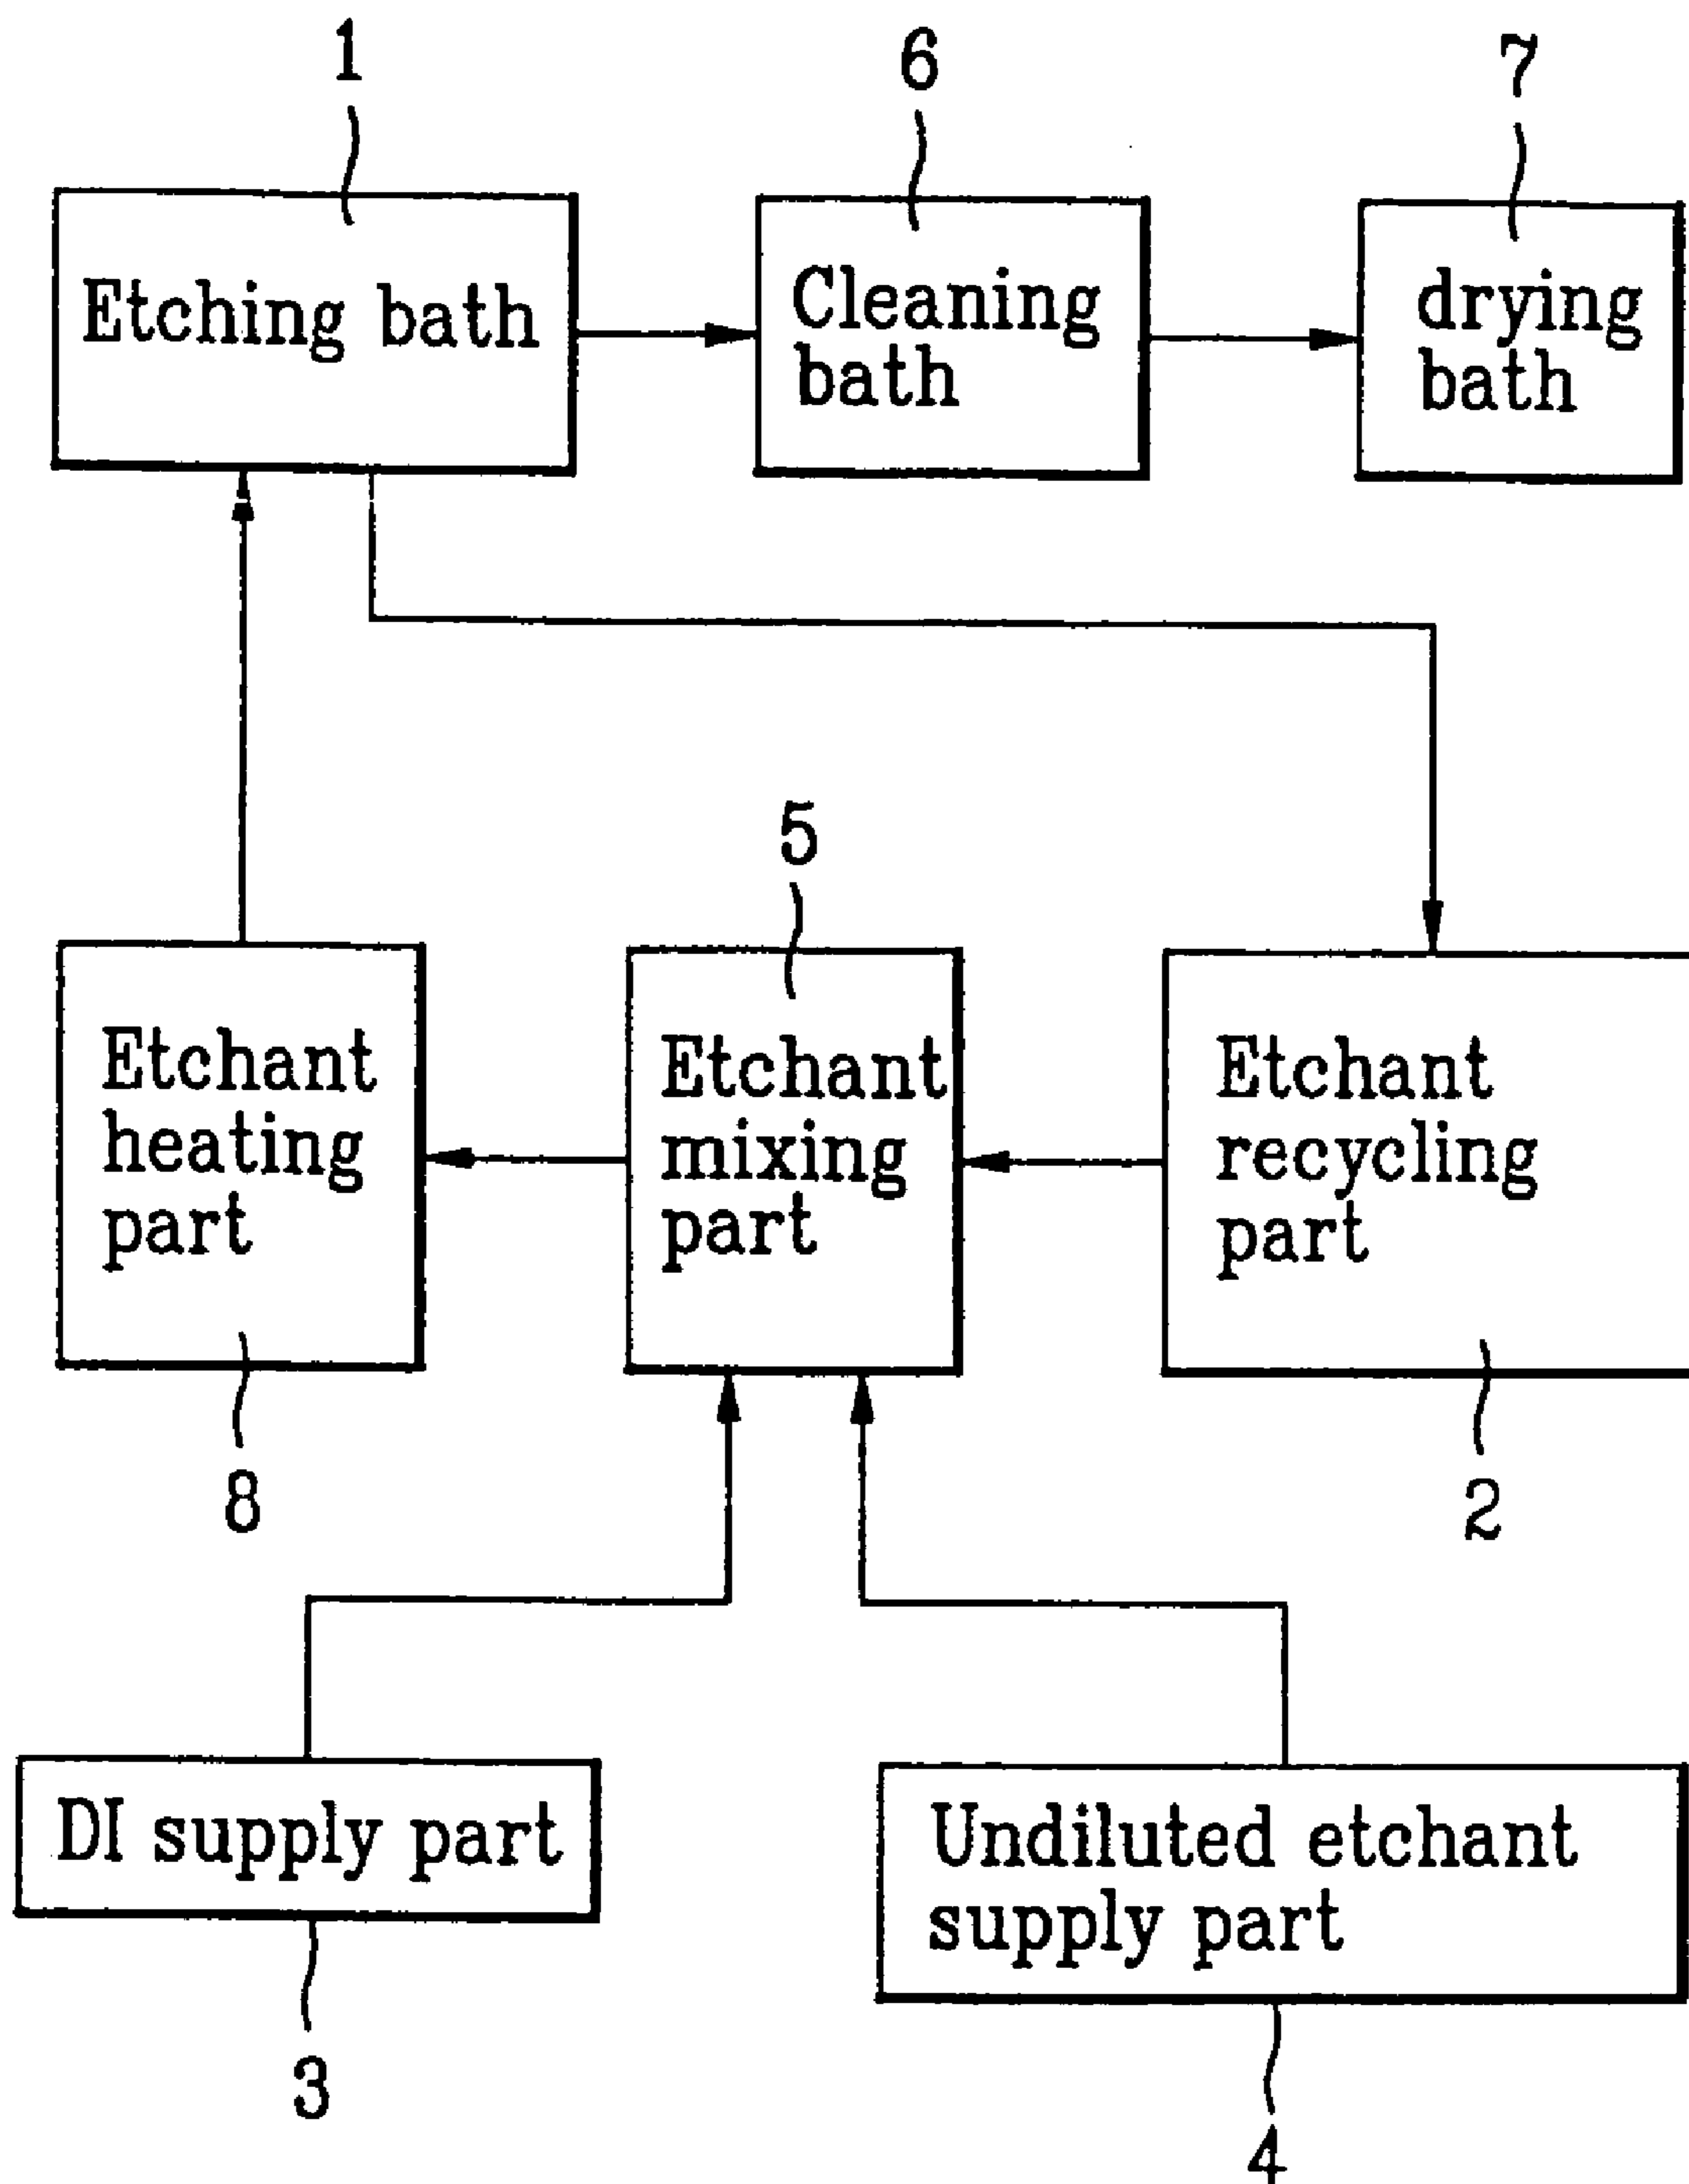 1
6
7
Etching bath
Cleaning
bath
drying
bath
5
Etchant
heating
part
Etchant
mixing
part
Etchant
recycling
part
8
2
DI supply part
Undiluted etchant
supply part
3
4